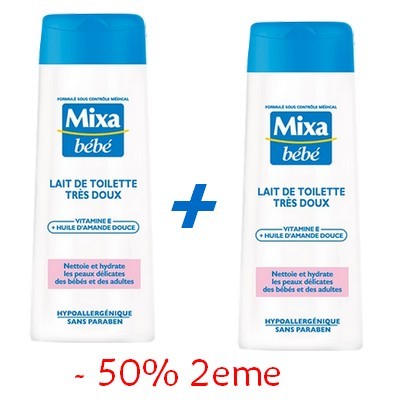 FORMULÉ SOUS CONTRÔLE MÉDICAL
Mixa
bébé
LAIT DE TOILETTE
TRÈS DOUX
VITAMINE E
+ HUILE D'AMANDE DOUCE
Nettoie et hydrate
les peaux délicates
des bébés et des adultes
HYPOALLERGÉNIQUE
SANS PARABEN
+
FORMULÉ SOUS CONTRÔLE MÉDICAL
Mixa
bébé
LAIT DE TOILETTE
TRÈS DOUX
VITAMINE E
+ HUILE D'AMANDE DOUCE
Nettoie et hydrate
les peaux délicates
des bébés et des adultes
HYPOALLERGÉNIQUE
SANS PARABEN
- 50% 2eme